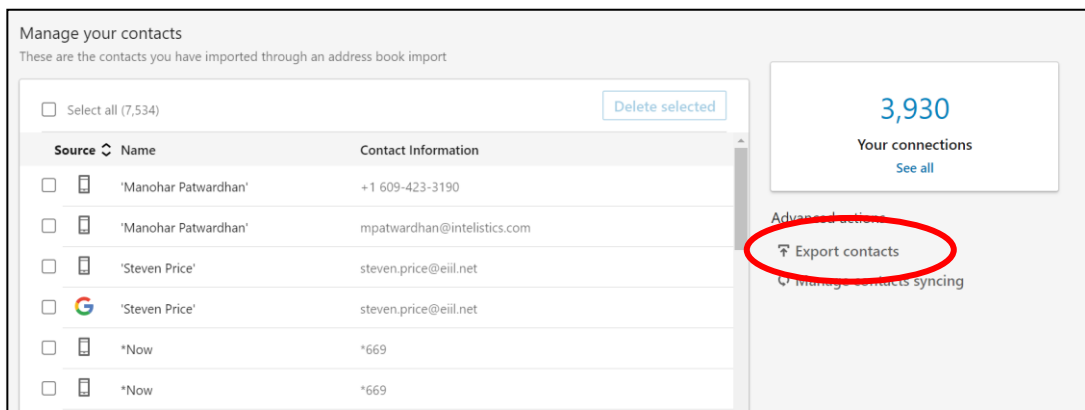 Manage your contacts
These are the contacts you have imported through an address book import
Select all (7,534)
Delete selected
Source Name Contact Information
'Manohar Patwardhan' +1 609-423-3190
'Manohar Patwardhan' mpatwardhan@intelistics.com
'Steven Price' steven.price@eiil.net
'Steven Price' steven.price@eiil.net
*Now *669
*Now *669
3,930
Your connections
See all
Advanced actions
Export contacts
Manage contacts syncing